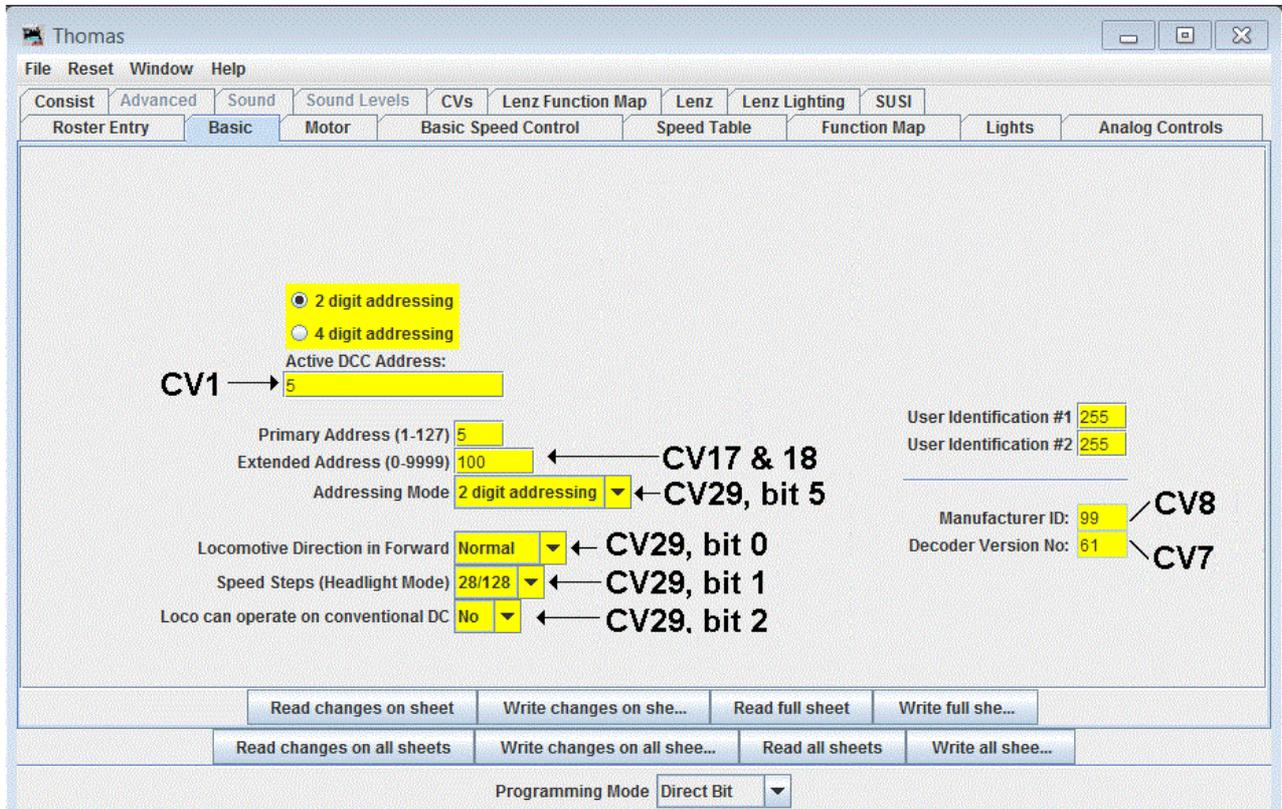 Thomas
File Reset Window Help
Consist Advanced Sound Sound Levels CVs Lenz Function Map Lenz Lenz Lighting SUSI
Roster Entry Basic Motor Basic Speed Control Speed Table Function Map Lights Analog Controls
2 digit addressing
4 digit addressing
Active DCC Address:
CV1 5
Primary Address (1-127) 5
Extended Address (0-9999) 100 CV17 & 18
Addressing Mode 2 digit addressing CV29, bit 5
Locomotive Direction in Forward Normal CV29, bit 0
Speed Steps (Headlight Mode) 28/128 CV29, bit 1
Loco can operate on conventional DC No CV29, bit 2
User Identification #1 255
User Identification #2 255
Manufacturer ID: 99 CV8
Decoder Version No: 61 CV7
Read changes on sheet Write changes on she... Read full sheet Write full she...
Read changes on all sheets Write changes on all shee... Read all sheets Write all shee...
Programming Mode Direct Bit